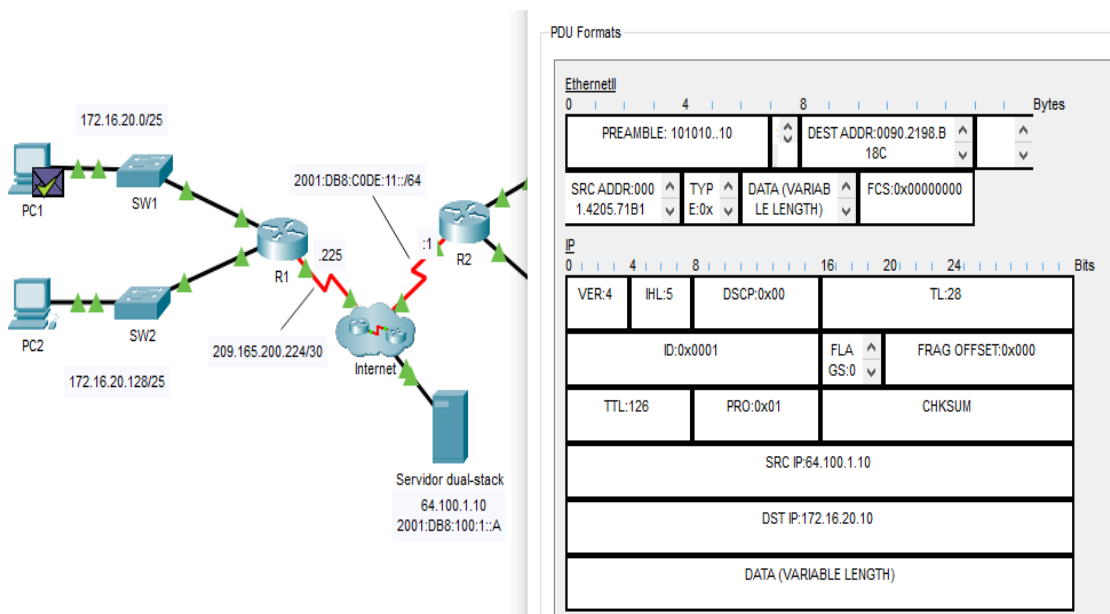 172.16.20.0/25
PC1
SW1
2001:DB8:C0DE:11::/64
.225
R1
:1
R2
PC2
SW2
209.165.200.224/30
Internet
172.16.20.128/25
Servidor dual-stack
64.100.1.10
2001:DB8:100:1::A
PDU Formats
EthernetII
0 4 8 Bytes
PREAMBLE: 101010..10
DEST ADDR:0090.2198.B
18C
SRC ADDR:000
1.4205.71B1
TYP
E:0x
DATA (VARIAB
LE LENGTH)
FCS:0x00000000
IP
0 4 8 16 20 24 Bits
VER:4 IHL:5 DSCP:0x00 TL:28
ID:0x0001
FLA
GS:0
FRAG OFFSET:0x000
TTL:126 PRO:0x01 CHKSUM
SRC IP:64.100.1.10
DST IP:172.16.20.10
DATA (VARIABLE LENGTH)